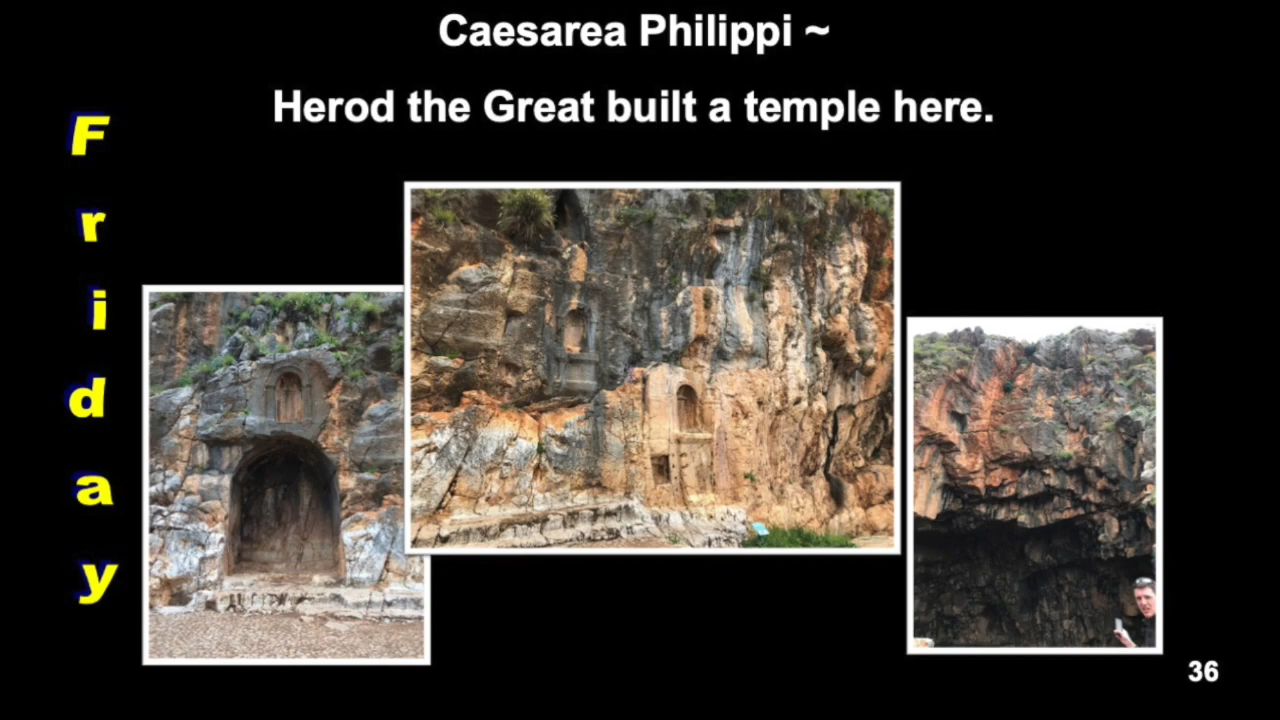 Caesarea Philippi ~
Herod the Great built a temple here.
F
r
i
d
a
y
36